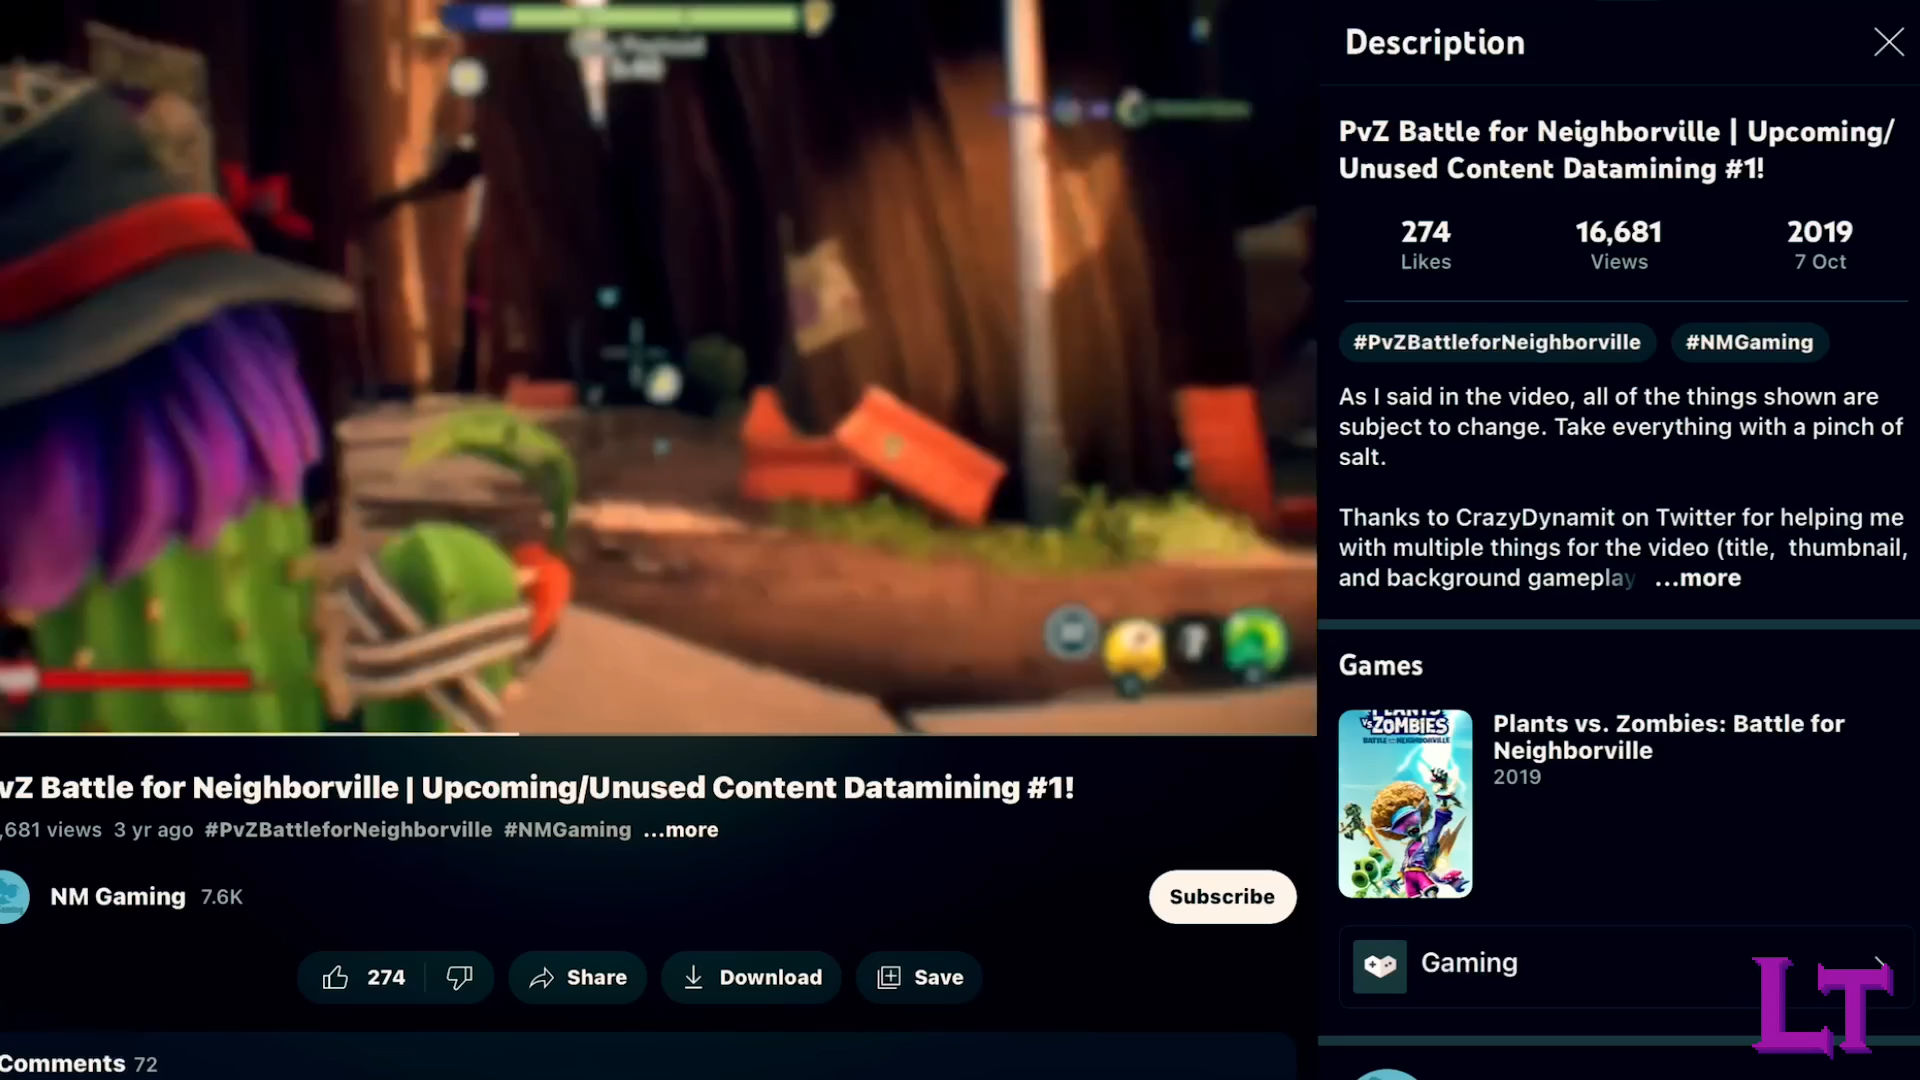 Description
PvZ Battle for Neighborville | Upcoming/
Unused Content Datamining #1!
274
16,681
2019
Likes
Views
7 Oct
#PvZBattleforNeighborville
#NMGaming
As I said in the video, all of the things shown are
subject to change. Take everything with a pinch of
salt.
Thanks to CrazyDynamit on Twitter for helping me
with multiple things for the video (title, thumbnail,
and background gameplay ...more
Games
PLANTS
VS. ZOMBIES
BATTLE FOR NEIGHBORVILLE
Plants vs. Zombies: Battle for
Neighborville
2019
Gaming
LT
vZ Battle for Neighborville | Upcoming/Unused Content Datamining #1!
,681 views 3 yr ago #PvZBattleforNeighborville #NMGaming ...more
NM Gaming 7.6K
Subscribe
274
Share
Download
Save
Comments 72